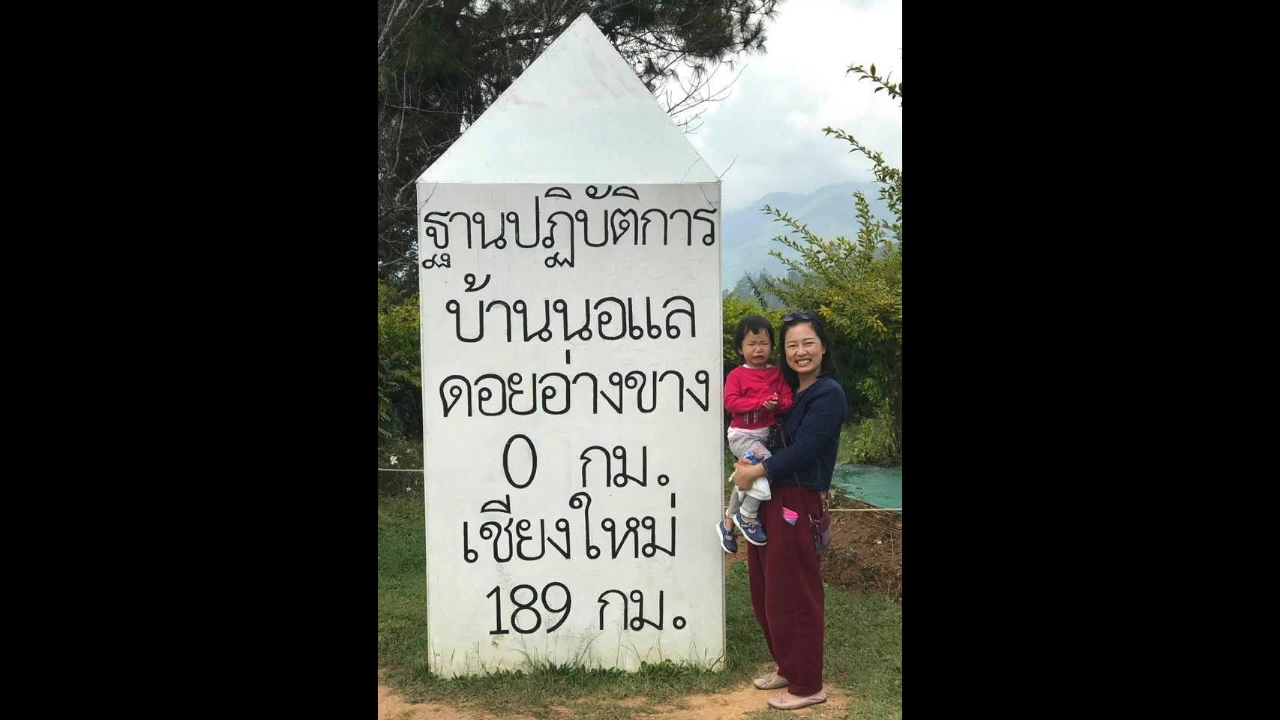 ฐานปฏิบัติการ
บ้านนอแล
ดอยอ่างขาง
0 กม.
เชียงใหม่
189 กม.